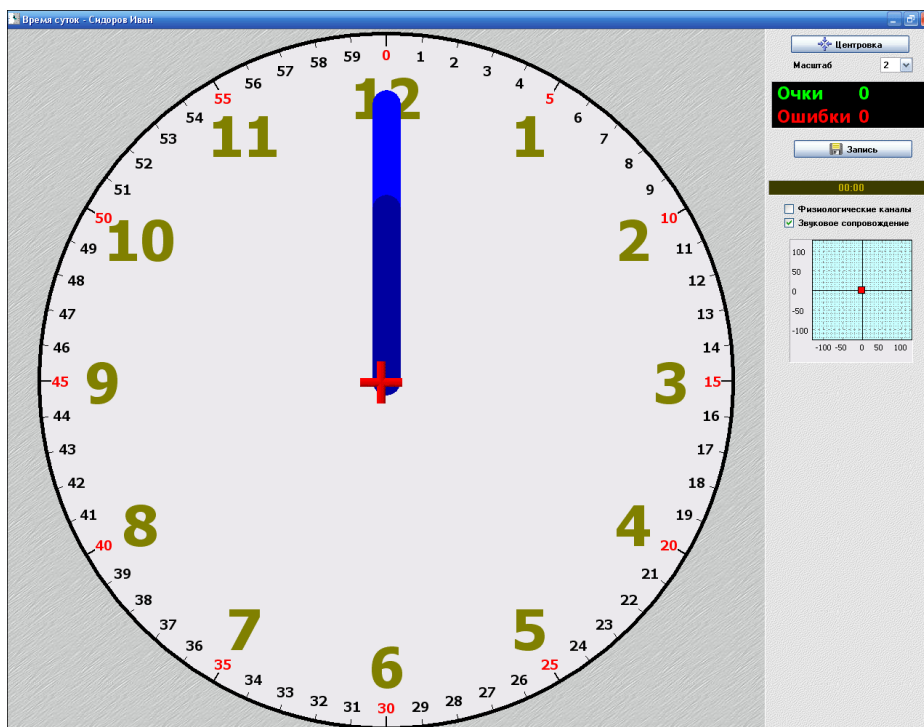 Время суток - Сидоров Иван
Центровка
Масштаб 2
Очки 0
Ошибки 0
Запись
00:00
Физиологические каналы
Звуковое сопровождение
100
50
0
-50
-100
-100 -50 0 50 100
0 1 2 3 4 5 6 7 8 9 10 11 12 13 14 15 16 17 18 19 20 21 22 23 24 25 26 27 28 29 30 31 32 33 34 35 36 37 38 39 40 41 42 43 44 45 46 47 48 49 50 51 52 53 54 55 56 57 58 59
12 1 2 3 4 5 6 7 8 9 10 11